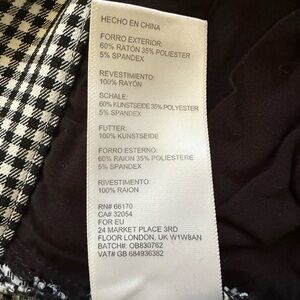 HECHO EN CHINA
FORRO EXTERIOR:
60% RATÓN 35% POLIESTER
5% SPANDEX
REVESTIMIENTO:
100% RAYON
SCHALE:
60% KUNSTSEIDE 35% POLYESTER
5% SPANDEX
FUTTER:
100% KUNSTSEIDE
FORRO ESTERNO:
60% RAION 35% POLIESTERE
5% SPANDEX
RIVESTIMENTO:
100% RAION
RN# 66170
CA# 32054
FOR EU
24 MARKET PLACE 3RD
FLOOR LONDON, UK W1W8AN
BATCH#: OB830762
VAT# GB 684936382